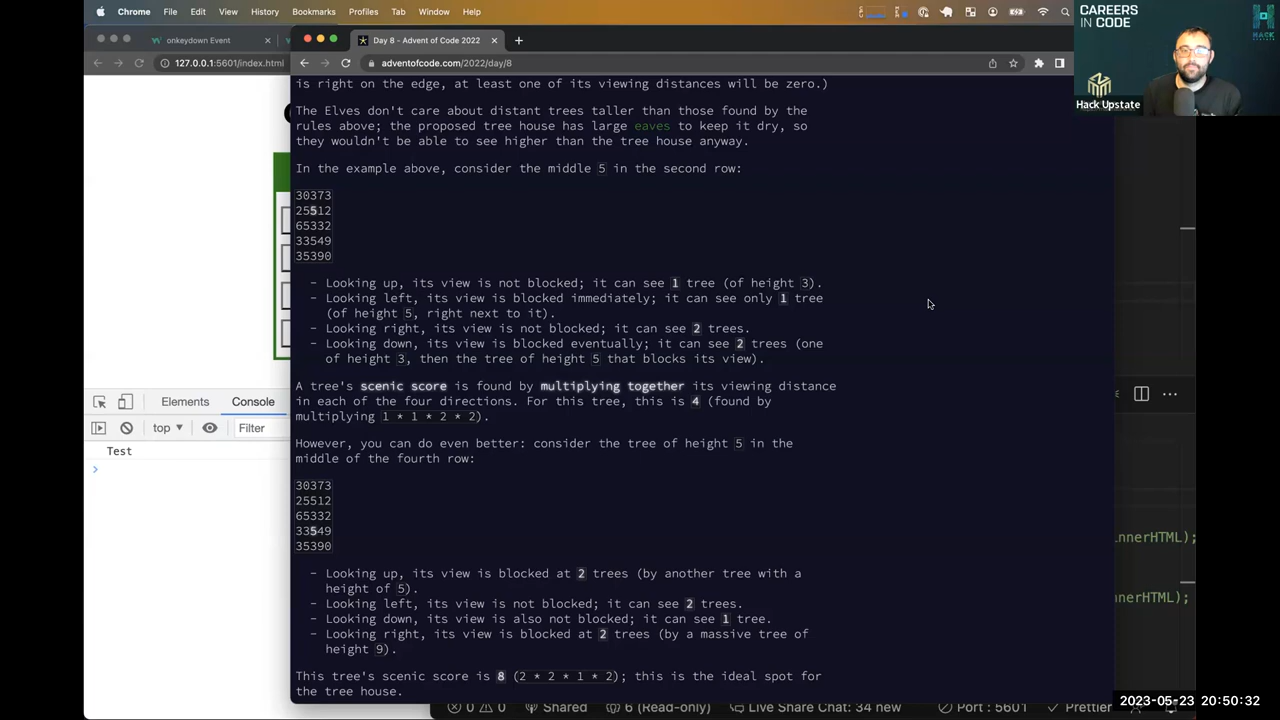 Chrome File Edit View History Bookmarks Profiles Tab Window Help
CAREERS
IN CODE
HACK
UPSTATE
Hack Upstate
onkeydown Event
Day 8 - Advent of Code 2022
127.0.0.1:5601/index.html
adventofcode.com/2022/day/8
is right on the edge, at least one of its viewing distances will be zero.)
The Elves don't care about distant trees taller than those found by the
rules above; the proposed tree house has large eaves to keep it dry, so
they wouldn't be able to see higher than the tree house anyway.
In the example above, consider the middle 5 in the second row:
30373
25512
65332
33549
35390
- Looking up, its view is not blocked; it can see 1 tree (of height 3).
- Looking left, its view is blocked immediately; it can see only 1 tree
(of height 5, right next to it).
- Looking right, its view is not blocked; it can see 2 trees.
- Looking down, its view is blocked eventually; it can see 2 trees (one
of height 3, then the tree of height 5 that blocks its view).
A tree's scenic score is found by multiplying together its viewing distance
in each of the four directions. For this tree, this is 4 (found by
multiplying 1 * 1 * 2 * 2).
However, you can do even better: consider the tree of height 5 in the
middle of the fourth row:
30373
25512
65332
33549
35390
- Looking up, its view is blocked at 2 trees (by another tree with a
height of 5).
- Looking left, its view is not blocked; it can see 2 trees.
- Looking down, its view is also not blocked; it can see 1 tree.
- Looking right, its view is blocked at 2 trees (by a massive tree of
height 9).
This tree's scenic score is 8 (2 * 2 * 1 * 2); this is the ideal spot for
the tree house.
Elements Console
top Filter
Test
innerHTML);
nnerHTML);
0 0 Shared 6 (Read-only) Live Share Chat: 34 new Port : 5601 Prettier
2023-05-23 20:50:32